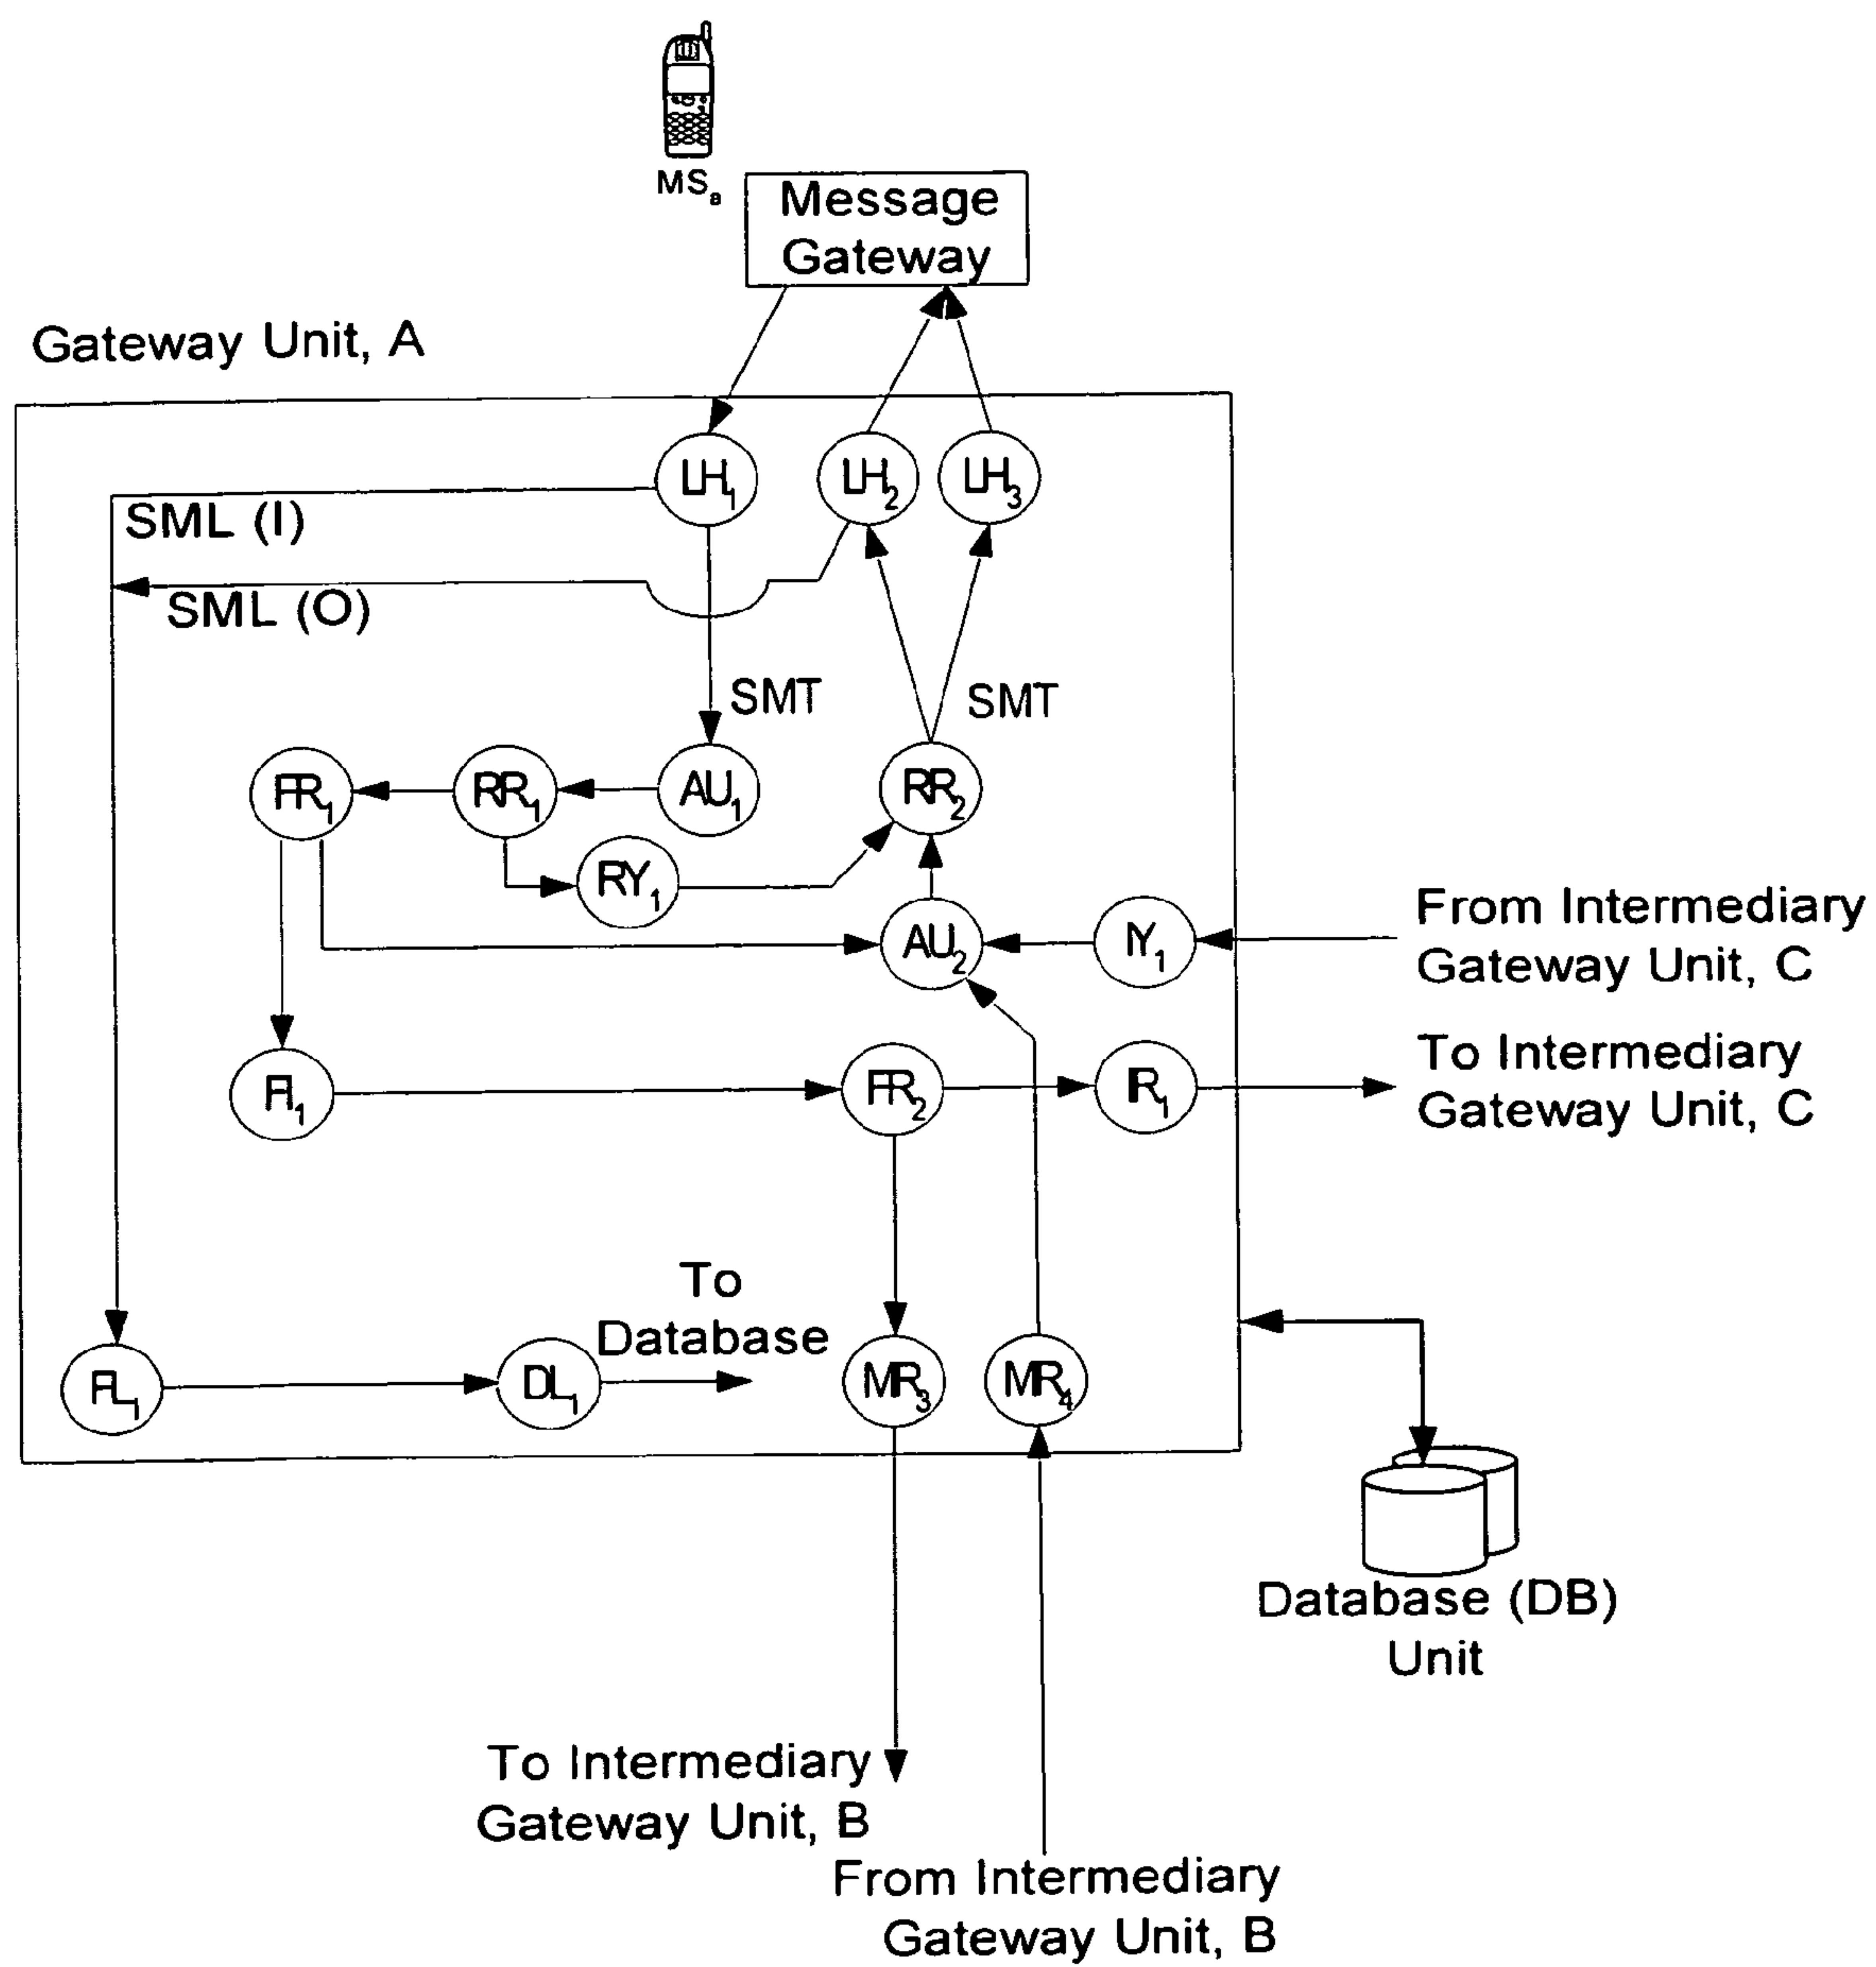 MSa
Message
Gateway
Gateway Unit, A
LH1
LH2
LH3
SML (I)
SML (O)
SMT
SMT
FR1
RR1
AU1
RR2
RY1
AU2
IY1
From Intermediary
Gateway Unit, C
To Intermediary
Gateway Unit, C
FI1
FR2
IR1
To
Database
FL1
DL1
MR3
MR4
Database (DB)
Unit
To Intermediary
Gateway Unit, B
From Intermediary
Gateway Unit, B